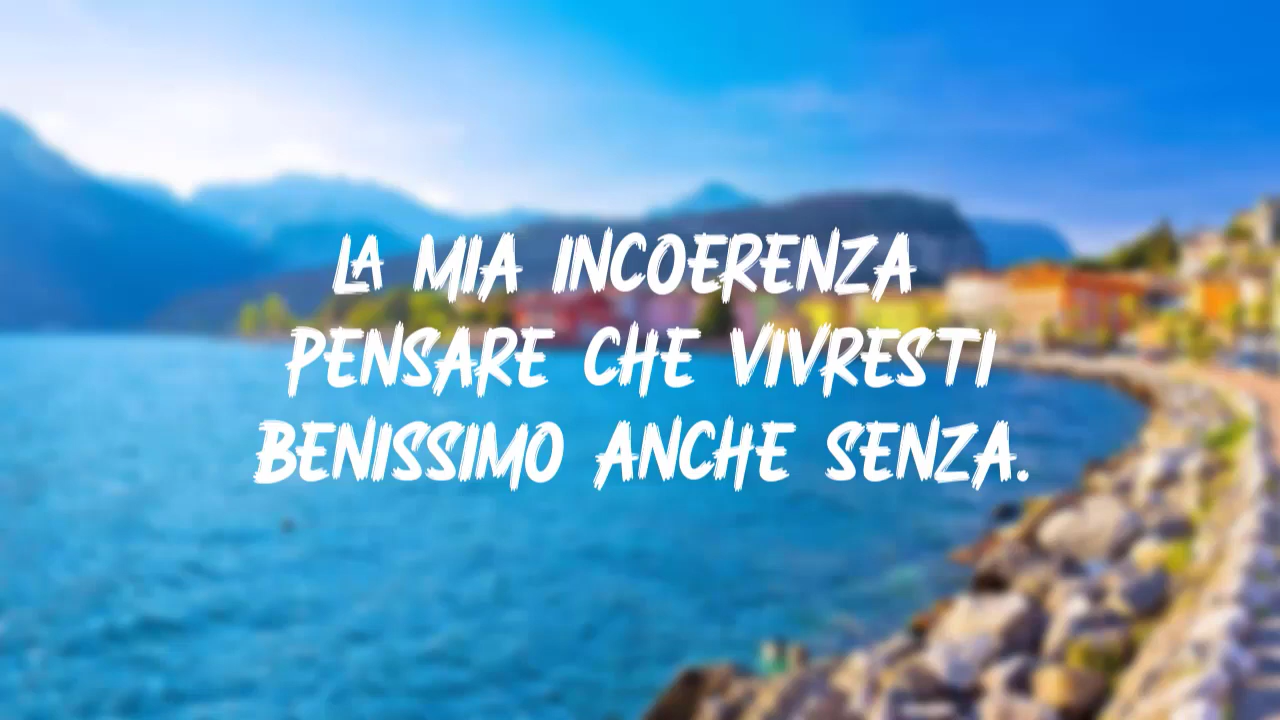 LA MIA INCOERENZA
PENSARE CHE VIVRESTI
BENISSIMO ANCHE SENZA.